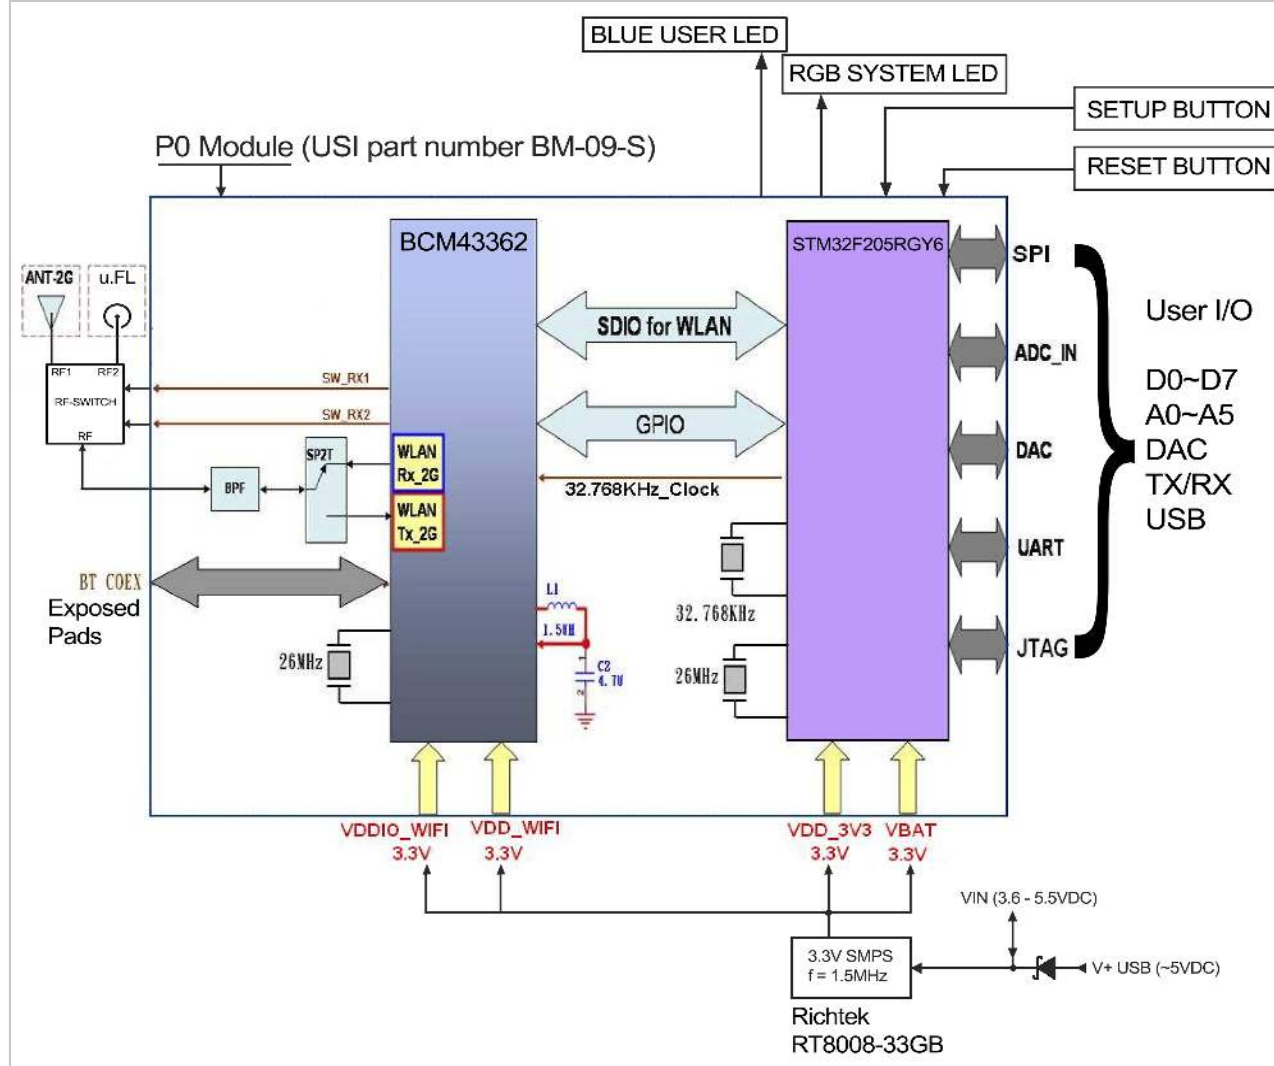 BLUE USER LED
RGB SYSTEM LED
SETUP BUTTON
P0 Module (USI part number BM-09-S)
RESET BUTTON
BCM43362
STM32F205RGY6
SPI
ANT-2G
u.FL
User I/O
SDIO for WLAN
ADC_IN
RF1
RF2
RF-SWITCH
RF
SW_RX1
SW_RX2
D0~D7
A0~A5
DAC
TX/RX
USB
GPIO
DAC
SP2T
WLAN
Rx_2G
BPF
WLAN
Tx_2G
32.768KHz_Clock
UART
BT COEX
Exposed
Pads
L1
1.5UH
32.768KHz
JTAG
26MHz
1
C2
4.7U
2
26MHz
VDDIO_WIFI
3.3V
VDD_WIFI
3.3V
VDD_3V3
3.3V
VBAT
3.3V
VIN (3.6 - 5.5VDC)
3.3V SMPS
f = 1.5MHz
V+ USB (~5VDC)
Richtek
RT8008-33GB